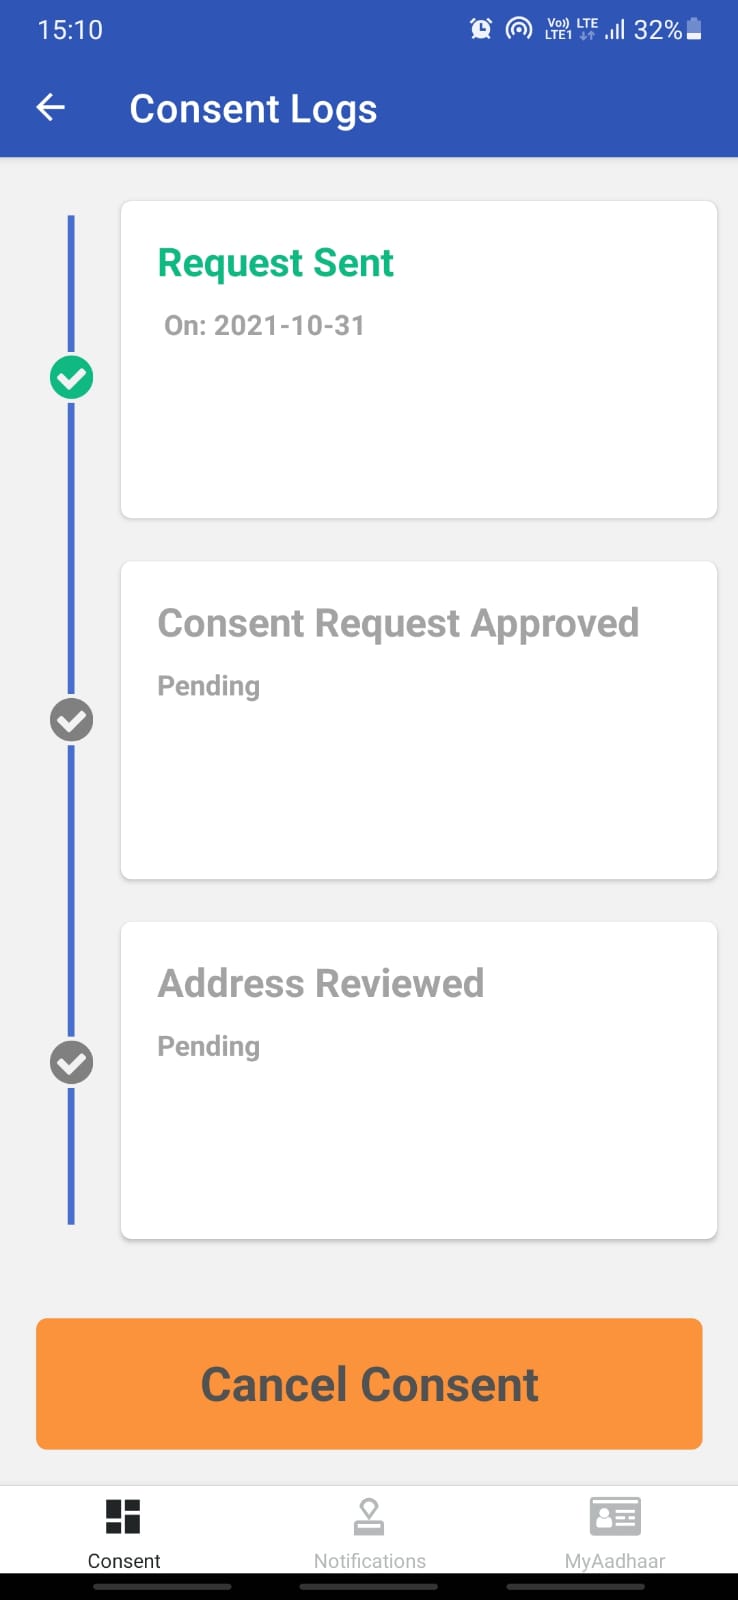 15:10
Vo)) LTE
LTE1
32%
Consent Logs
Request Sent
On: 2021-10-31
Consent Request Approved
Pending
Address Reviewed
Pending
Cancel Consent
Consent
Notifications
MyAadhaar